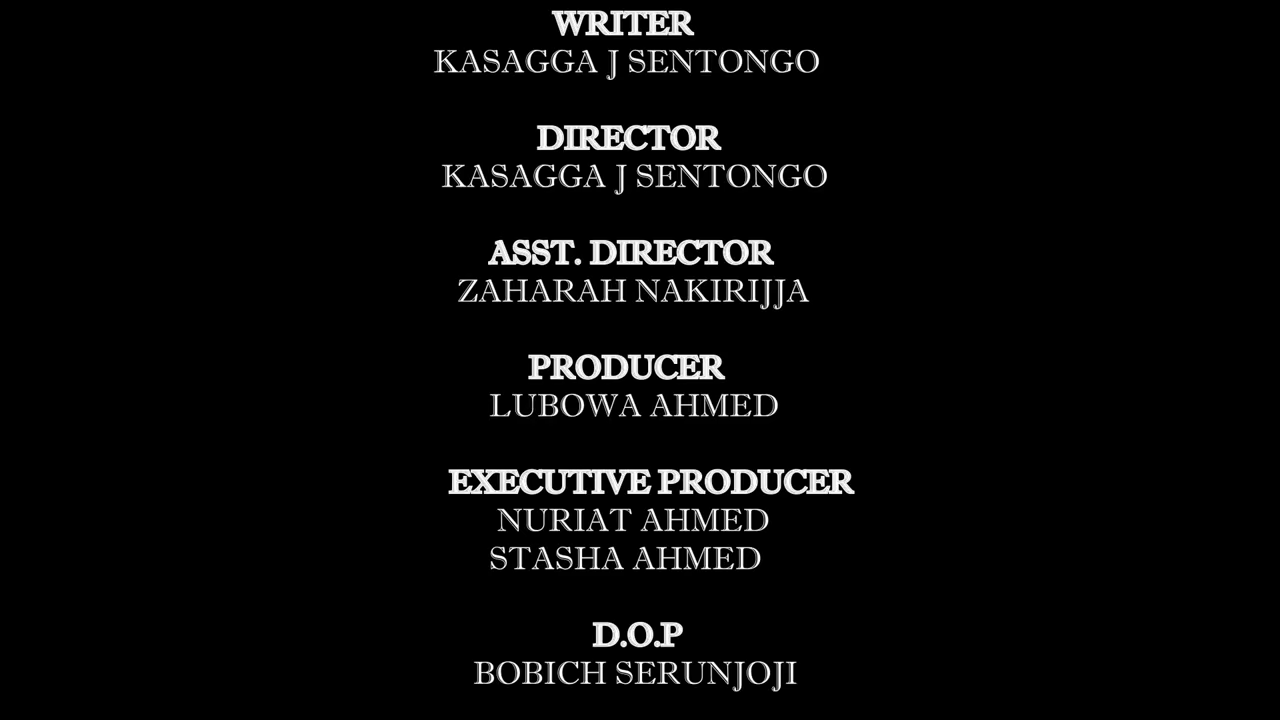 WRITER
KASAGGA J SENTONGO
DIRECTOR
KASAGGA J SENTONGO
ASST. DIRECTOR
ZAHARAH NAKIRIJJA
PRODUCER
LUBOWA AHMED
EXECUTIVE PRODUCER
NURIAT AHMED
STASHA AHMED
D.O.P
BOBICH SERUNJOJI